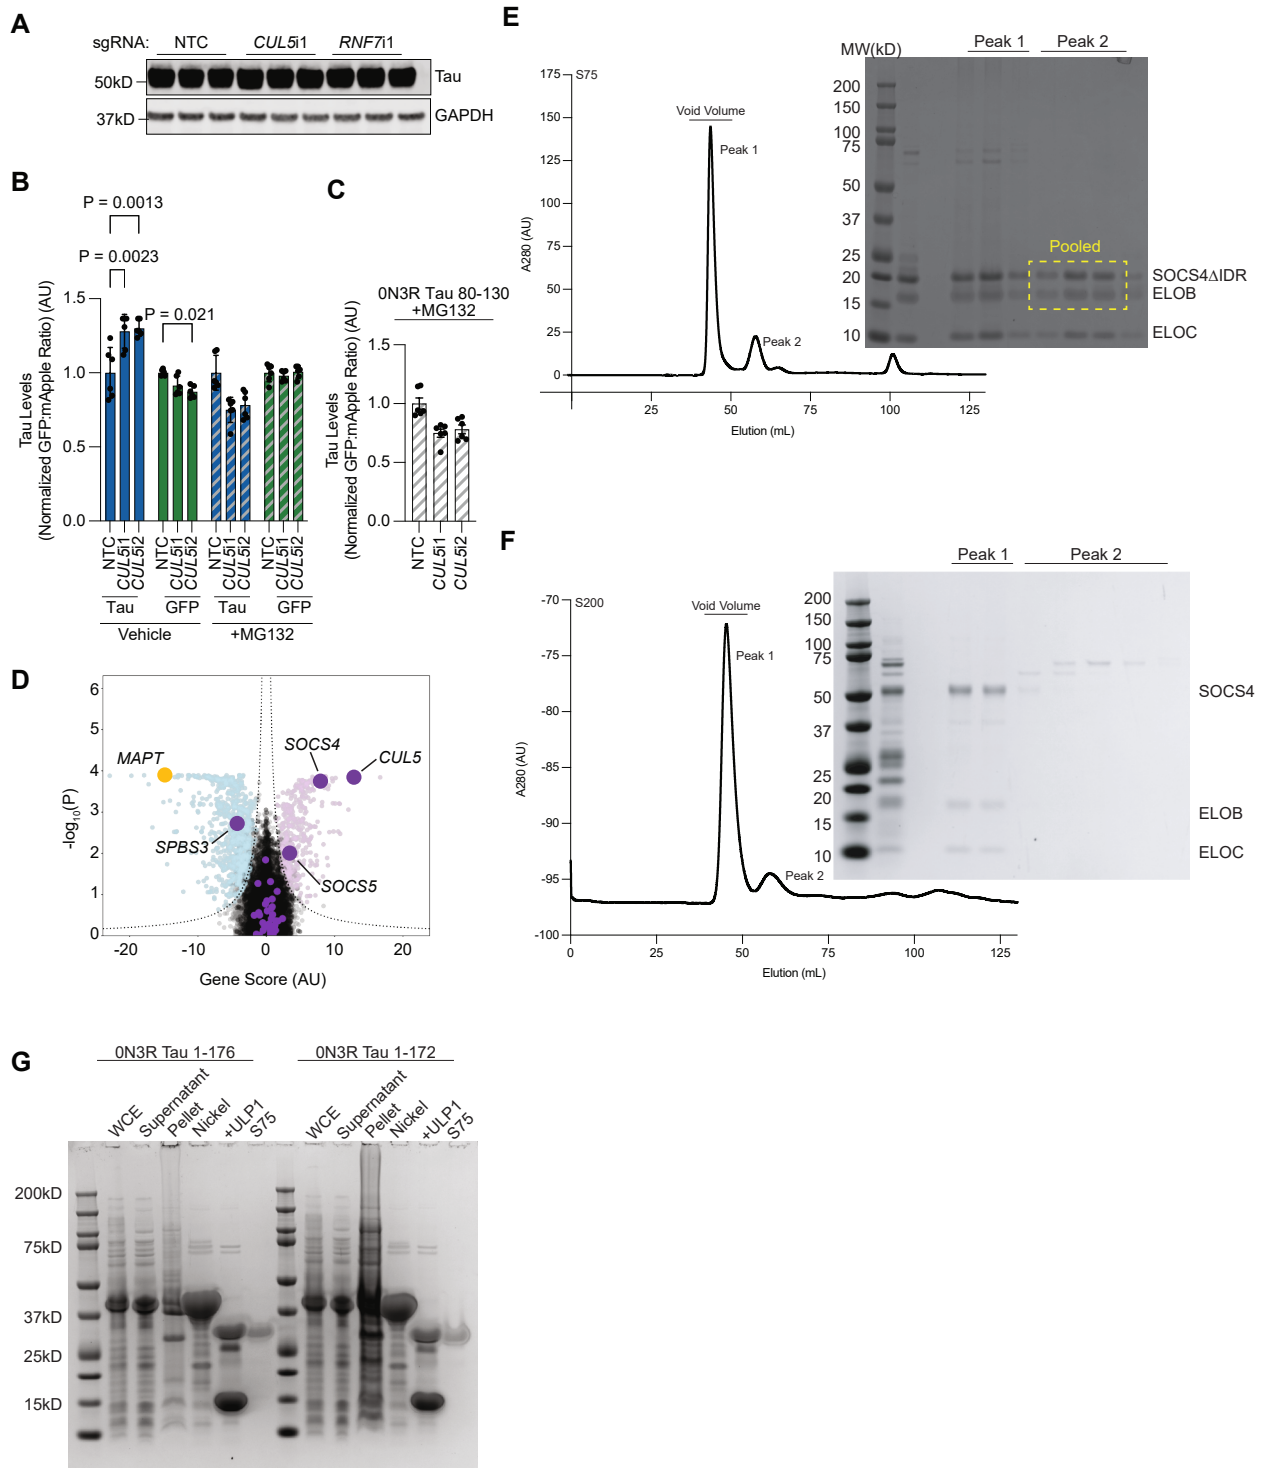 A
sgRNA: NTC CUL5i1 RNF7i1
50kD Tau
37kD GAPDH
B
P = 0.0013
P = 0.0023
P = 0.021
Tau Levels
(Normalized GFP:mApple Ratio) (AU)
1.5
1.0
0.5
0.0
NTC
CUL5i1
CUL5i2
NTC
CUL5i1
CUL5i2
NTC
CUL5i1
CUL5i2
NTC
CUL5i1
CUL5i2
Tau GFP Tau GFP
Vehicle +MG132
C
0N3R Tau 80-130
+MG132
Tau Levels
(Normalized GFP:mApple Ratio) (AU)
1.5
1.0
0.5
0.0
NTC
CUL5i1
CUL5i2
D
-log10(P)
6
5
4
3
2
1
0
MAPT
SOCS4
CUL5
SPBS3
SOCS5
-20 -10 0 10 20
Gene Score (AU)
E
S75
A280 (AU)
175
150
125
100
75
50
25
0
Void Volume
Peak 1
Peak 2
25 50 75 100 125
Elution (mL)
MW(kD)
Peak 1 Peak 2
200
150
100
75
50
37
25
20
15
10
Pooled
SOCS4ΔIDR
ELOB
ELOC
F
S200
A280 (AU)
-70
-75
-80
-85
-90
-95
-100
Void Volume
Peak 1
Peak 2
0 25 50 75 100 125
Elution (mL)
Peak 1 Peak 2
200
150
100
75
50
37
25
20
15
10
SOCS4
ELOB
ELOC
G
0N3R Tau 1-176 0N3R Tau 1-172
WCE
Supernatant
Pellet
Nickel
+ULP1
S75
WCE
Supernatant
Pellet
Nickel
+ULP1
S75
200kD
75kD
37kD
25kD
15kD